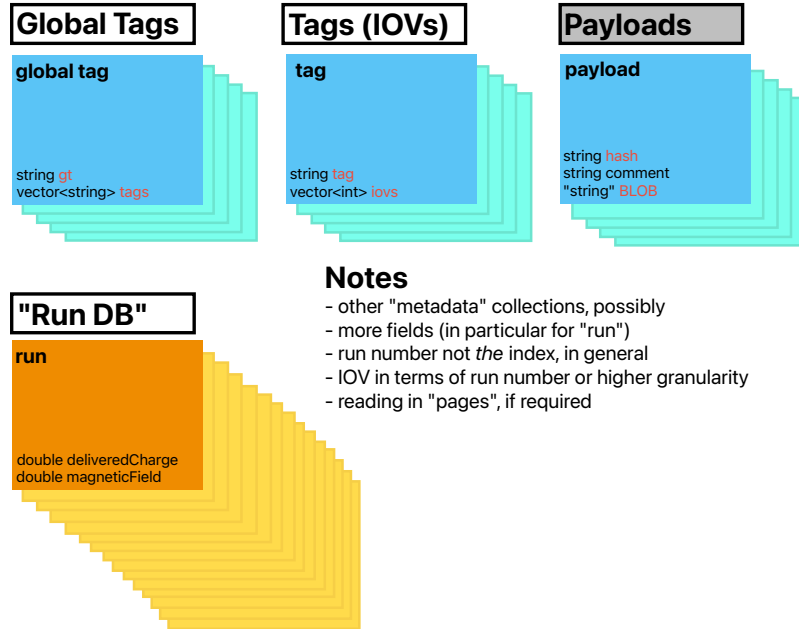 Global Tags
global tag
string gt
vector<string> tags
Tags (IOVs)
tag
string tag
vector<int> iovs
Payloads
payload
string hash
string comment
"string" BLOB
"Run DB"
run
double deliveredCharge
double magneticField
Notes
- other "metadata" collections, possibly
- more fields (in particular for "run")
- run number not the index, in general
- IOV in terms of run number or higher granularity
- reading in "pages", if required